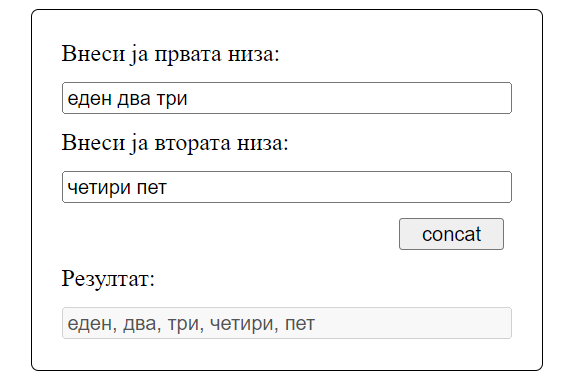 Внеси ја првата низа:
еден два три
Внеси ја втората низа:
четири пет
concat
Резултат:
еден, два, три, четири, пет